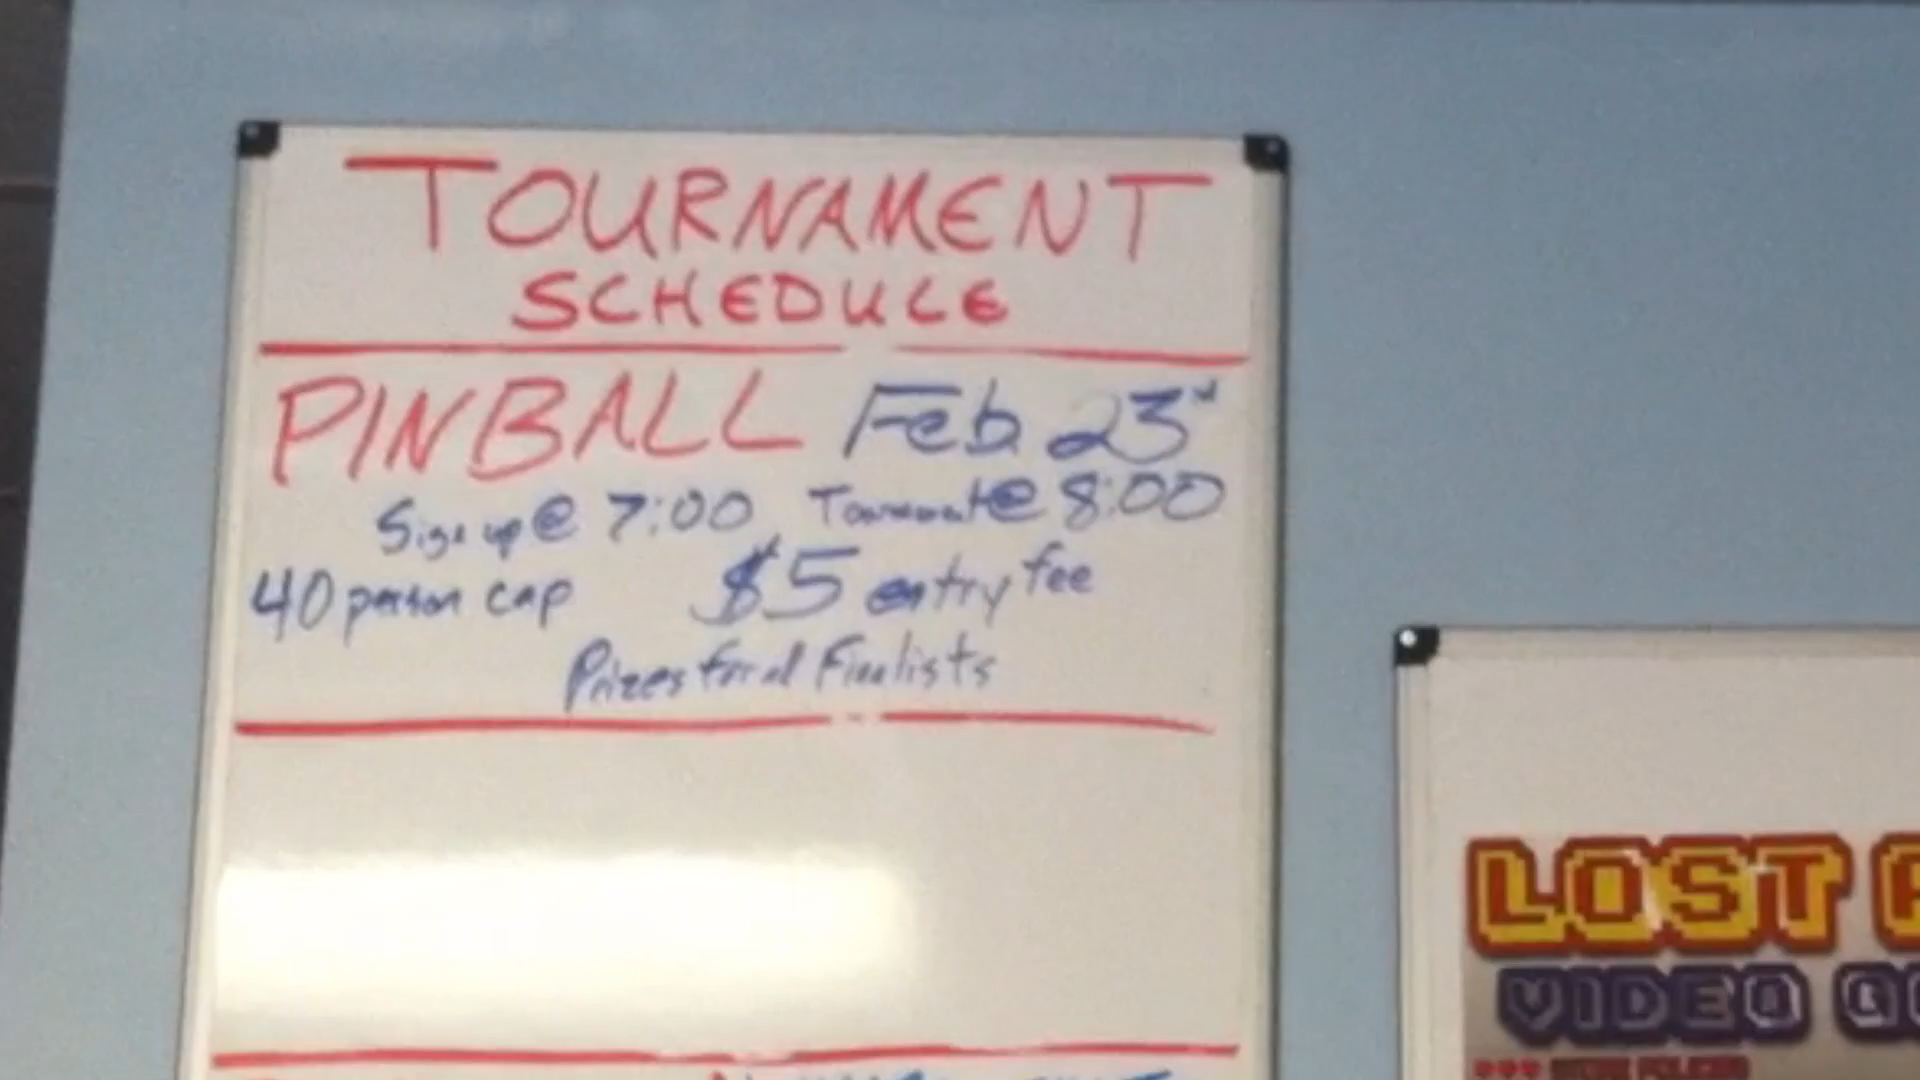 TOURNAMENT
SCHEDULE
PINBALL Feb. 23rd
Sign up @ 7:00 Tournament @ 8:00
40 person cap $5 entry fee
Prizes for all Finalists
LOST
VIDEO